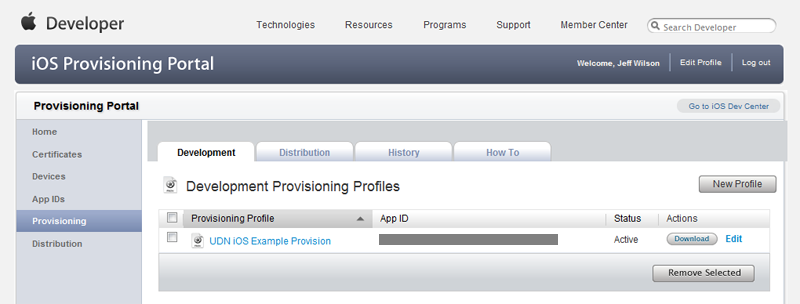 Developer
Technologies Resources Programs Support Member Center Search Developer
iOS Provisioning Portal
Welcome, Jeff Wilson Edit Profile Log out
Provisioning Portal
Go to iOS Dev Center
Home
Certificates
Devices
App IDs
Provisioning
Distribution
Development Distribution History How To
Development Provisioning Profiles
New Profile
Provisioning Profile App ID Status Actions
UDN iOS Example Provision Active Download Edit
Remove Selected